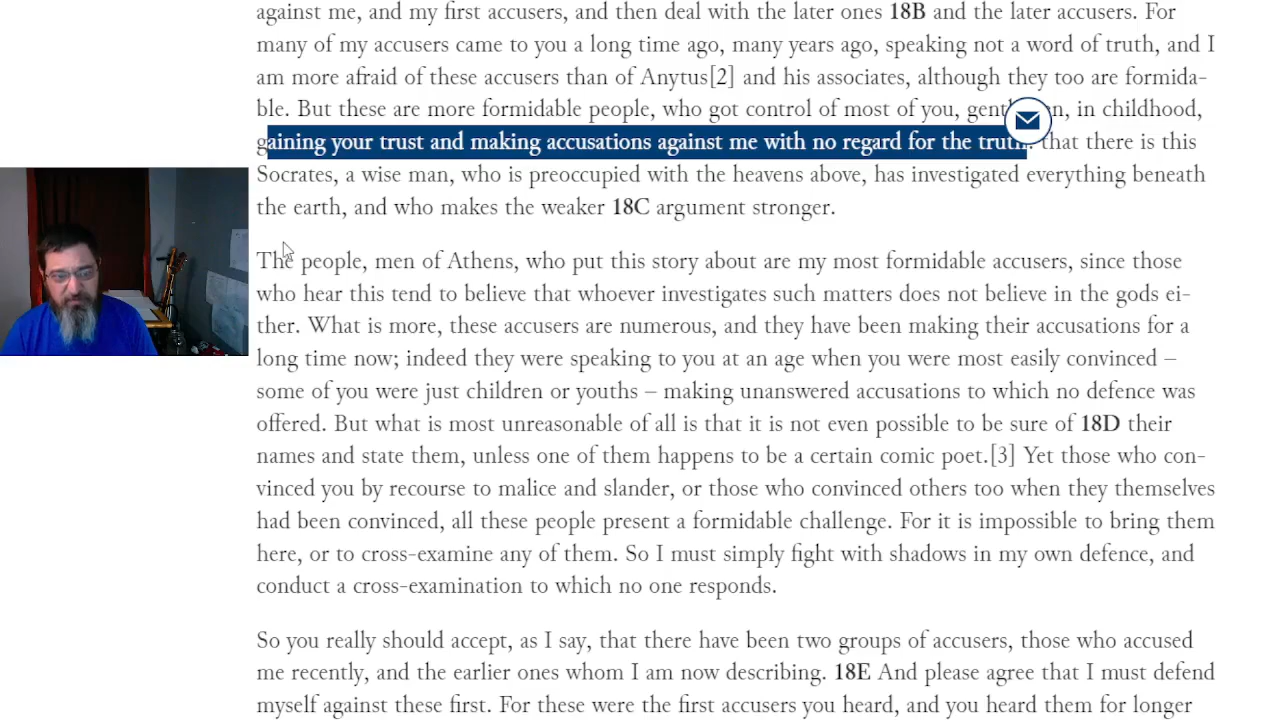 against me, and my first accusers, and then deal with the later ones 18B and the later accusers. For
many of my accusers came to you a long time ago, many years ago, speaking not a word of truth, and I
am more afraid of these accusers than of Anytus[2] and his associates, although they too are formida-
ble. But these are more formidable people, who got control of most of you, in childhood,
gaining your trust and making accusations against me with no regard for the truth: that there is this
Socrates, a wise man, who is preoccupied with the heavens above, has investigated everything beneath
the earth, and who makes the weaker 18C argument stronger.
The people, men of Athens, who put this story about are my most formidable accusers, since those
who hear this tend to believe that whoever investigates such matters does not believe in the gods ei-
ther. What is more, these accusers are numerous, and they have been making their accusations for a
long time now; indeed they were speaking to you at an age when you were most easily convinced –
some of you were just children or youths – making unanswered accusations to which no defence was
offered. But what is most unreasonable of all is that it is not even possible to be sure of 18D their
names and state them, unless one of them happens to be a certain comic poet.[3] Yet those who con-
vinced you by recourse to malice and slander, or those who convinced others too when they themselves
had been convinced, all these people present a formidable challenge. For it is impossible to bring them
here, or to cross-examine any of them. So I must simply fight with shadows in my own defence, and
conduct a cross-examination to which no one responds.
So you really should accept, as I say, that there have been two groups of accusers, those who accused
me recently, and the earlier ones whom I am now describing. 18E And please agree that I must defend
myself against these first. For these were the first accusers you heard, and you heard them for longer